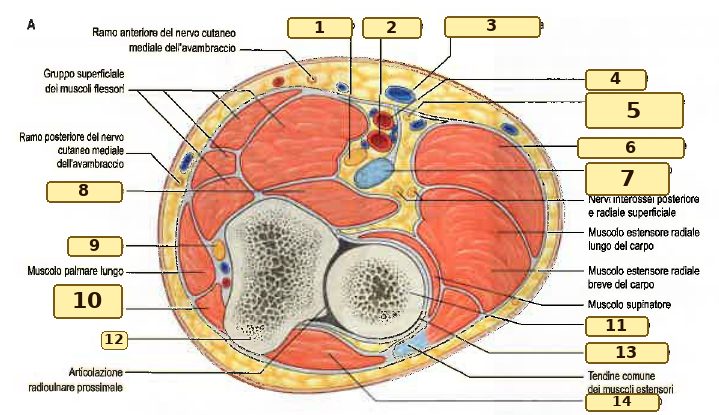 A
Ramo anteriore del nervo cutaneo
mediale dell'avambraccio
1
2
3
4
Gruppo superficiale
dei muscoli flessori
5
Ramo posteriore del nervo
cutaneo mediale
dell'avambraccio
6
7
8
Nervi interossei posteriore
e radiale superficiale
Muscolo estensore radiale
lungo del carpo
9
Muscolo palmare lungo
Muscolo estensore radiale
breve del carpo
10
Muscolo supinatore
11
12
13
Articolazione
radioulnare prossimale
Tendine comune
dei muscoli estensori
14